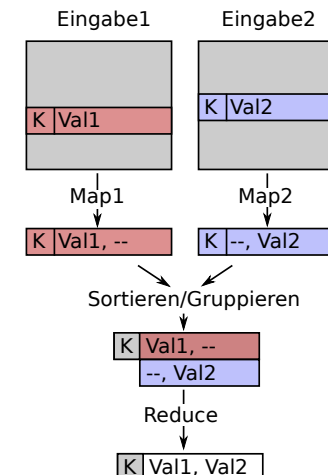 Eingabe1 Eingabe2
K Val2
K Val1
Map1 Map2
K Val1, -- K --, Val2
Sortieren/Gruppieren
K Val1, --
--, Val2
Reduce
K Val1, Val2